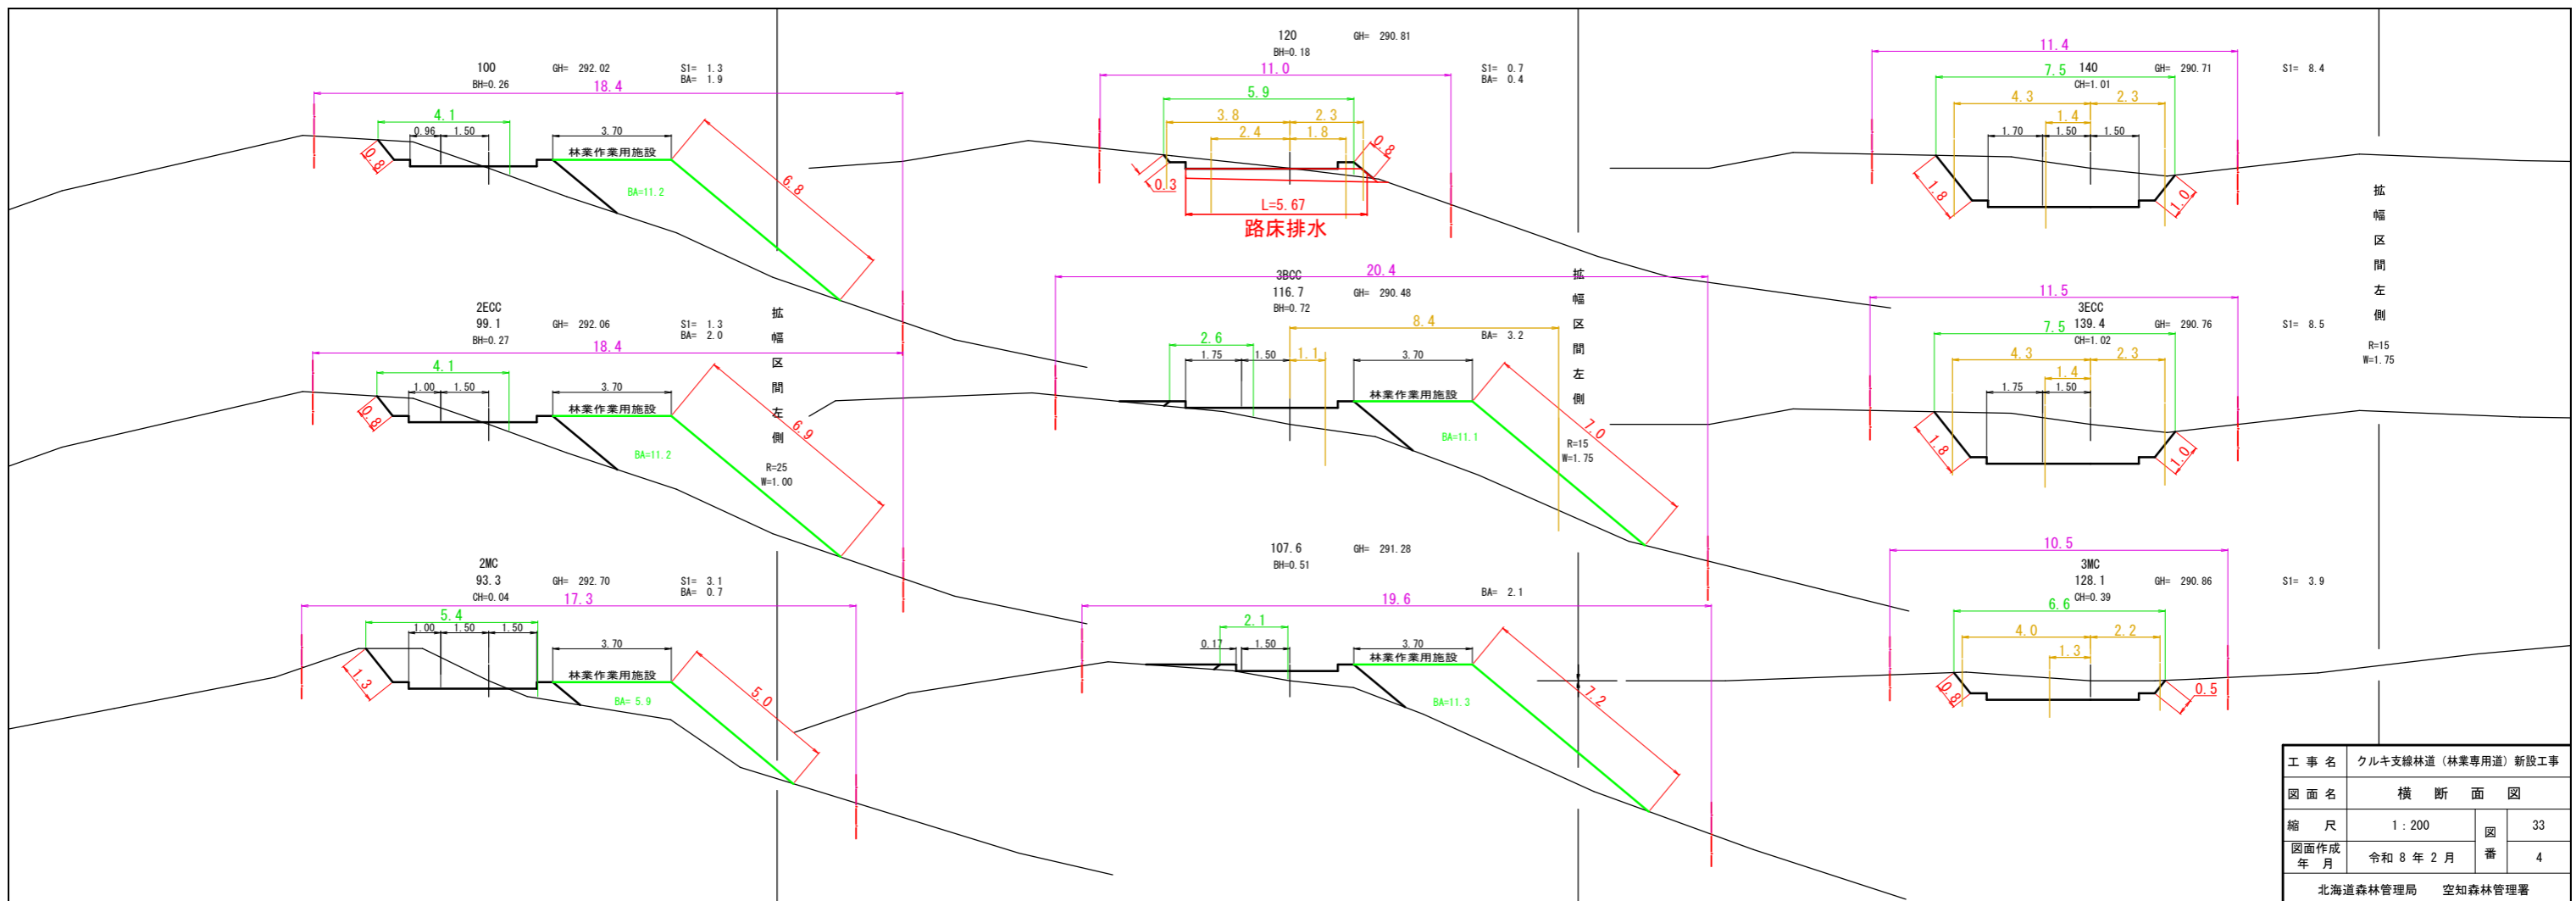 100
GH= 292.02
S1= 1.3
BH=0.26
BA= 1.9
18.4
4.1
0.96
1.50
3.70
林業作業用施設
0.8
BA=11.2
6.8
2ECC
99.1
GH= 292.06
S1= 1.3
BH=0.27
BA= 2.0
18.4
4.1
1.00
1.50
3.70
林業作業用施設
0.8
BA=11.2
6.9
拡幅区間左側
R=25
W=1.00
2MC
93.3
GH= 292.70
S1= 3.1
CH=0.04
BA= 0.7
17.3
5.4
1.00
1.50
1.50
3.70
林業作業用施設
1.3
BA= 5.9
5.0
120
GH= 290.81
BH=0.18
S1= 0.7
BA= 0.4
11.0
5.9
3.8
2.3
2.4
1.8
0.8
0.3
L=5.67
路床排水
3BCC
20.4
116.7
GH= 290.48
BH=0.72
8.4
BA= 3.2
2.6
1.75
1.50
1.1
3.70
林業作業用施設
BA=11.1
7.0
拡幅区間左側
R=15
W=1.75
107.6
GH= 291.28
BH=0.51
BA= 2.1
19.6
2.1
0.17
1.50
3.70
林業作業用施設
BA=11.3
7.2
11.4
7.5
140
GH= 290.71
S1= 8.4
CH=1.01
4.3
2.3
1.4
1.70
1.50
1.50
1.8
1.0
拡幅区間左側
R=15
W=1.75
11.5
3ECC
7.5
139.4
GH= 290.76
S1= 8.5
CH=1.02
4.3
2.3
1.4
1.75
1.50
1.8
1.0
10.5
3MC
128.1
GH= 290.86
S1= 3.9
CH=0.39
6.6
4.0
2.2
1.3
0.8
0.5
工事名 クルキ支線林道（林業専用道）新設工事
図面名 横断面図
縮尺 1：200 図番 33
図面作成年月 令和 8 年 2 月 4
北海道森林管理局 空知森林管理署